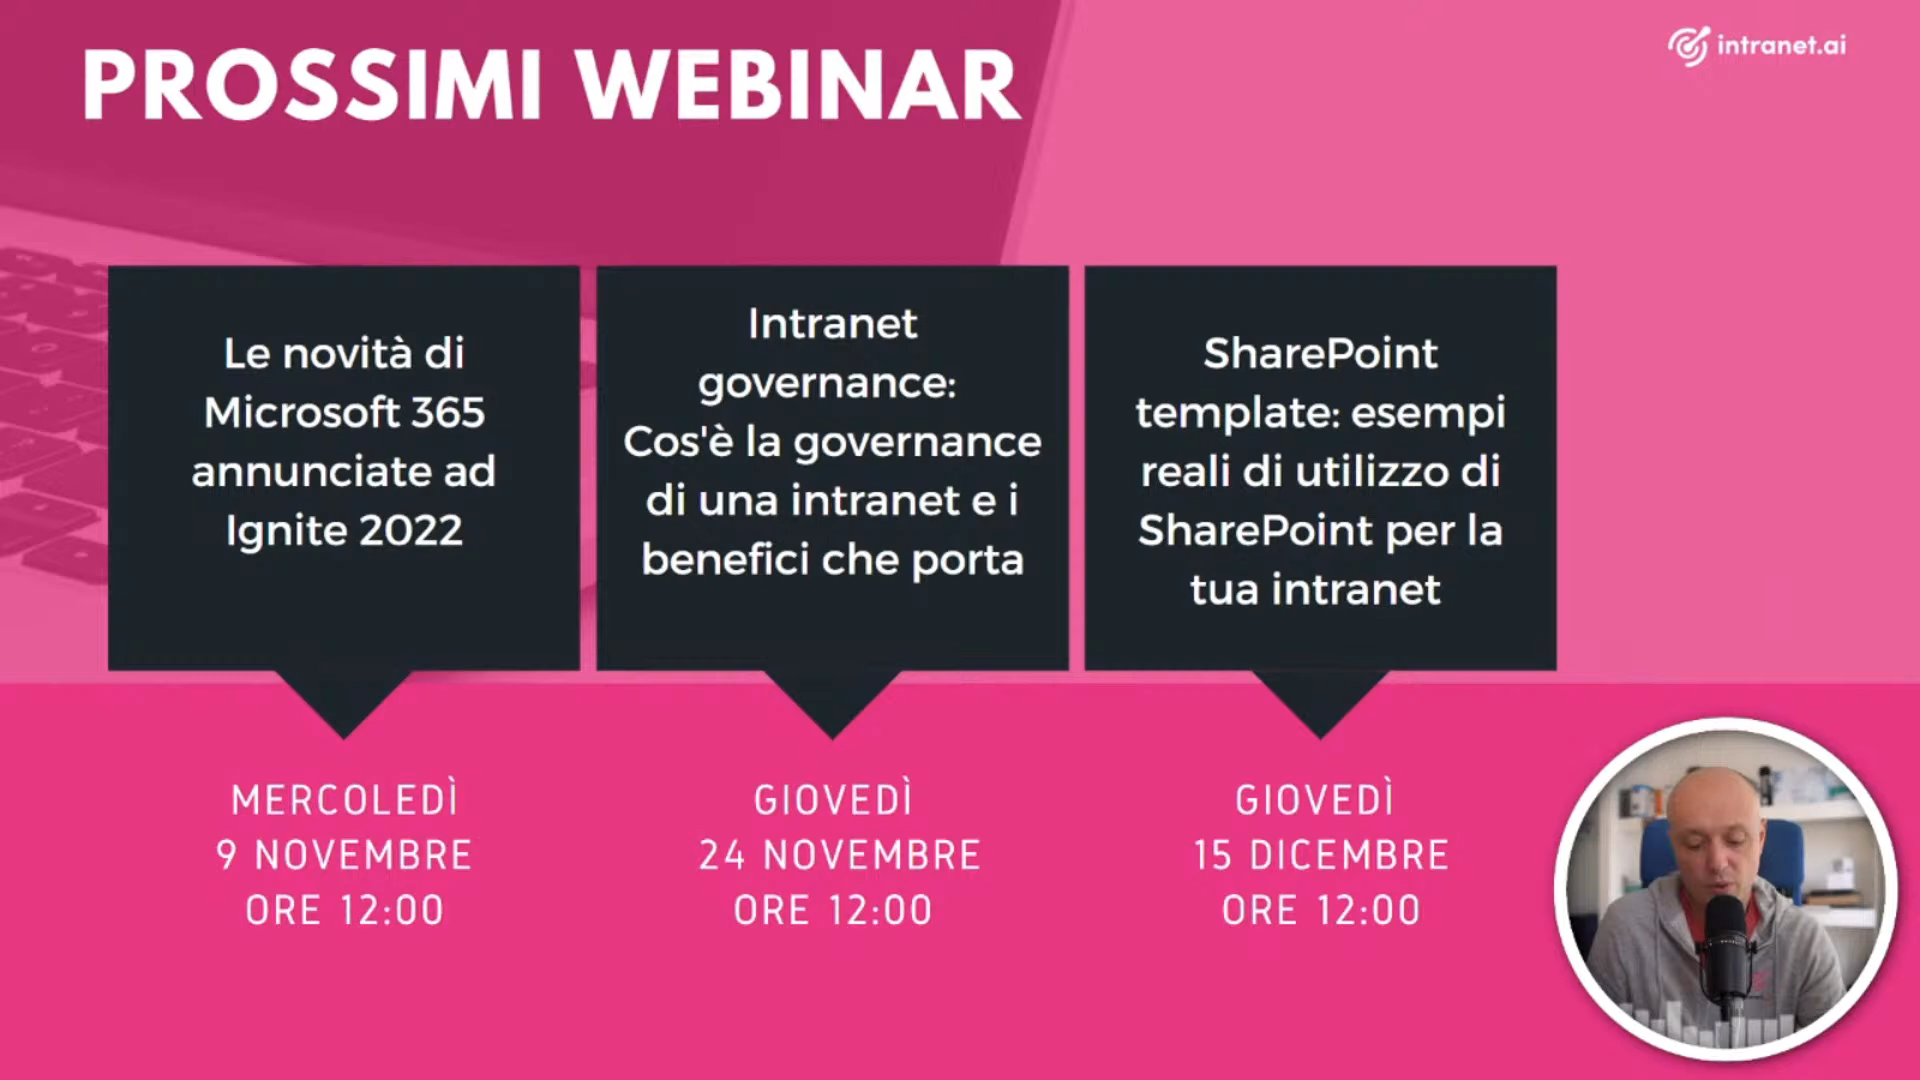 PROSSIMI WEBINAR
intranet.ai
Le novità di
Microsoft 365
annunciate ad
Ignite 2022
Intranet
governance:
Cos'è la governance
di una intranet e i
benefici che porta
SharePoint
template: esempi
reali di utilizzo di
SharePoint per la
tua intranet
MERCOLEDÌ
9 NOVEMBRE
ORE 12:00
GIOVEDÌ
24 NOVEMBRE
ORE 12:00
GIOVEDÌ
15 DICEMBRE
ORE 12:00